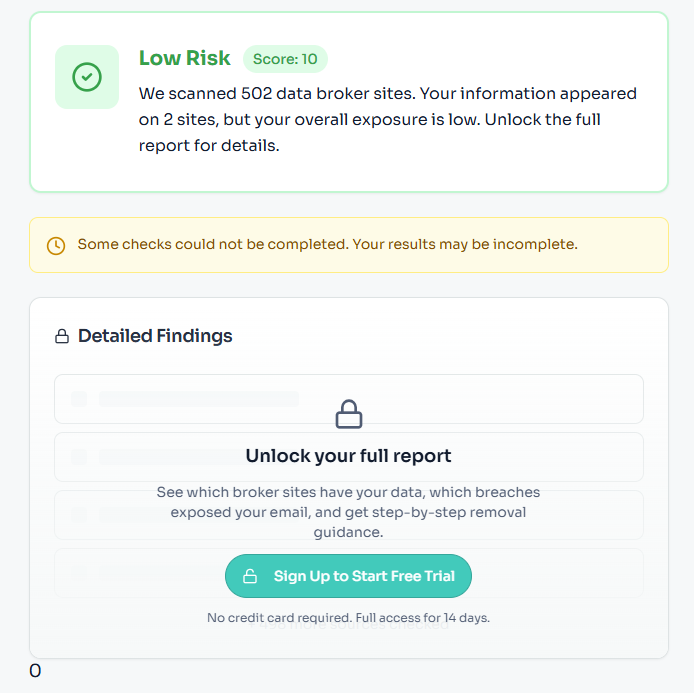 Low Risk Score: 10
We scanned 502 data broker sites. Your information appeared
on 2 sites, but your overall exposure is low. Unlock the full
report for details.
Some checks could not be completed. Your results may be incomplete.
Detailed Findings
Unlock your full report
See which broker sites have your data, which breaches
exposed your email, and get step-by-step removal
guidance.
Sign Up to Start Free Trial
No credit card required. Full access for 14 days.
0